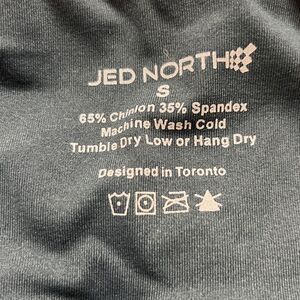 JED NORTH
S
65% Chinlon 35% Spandex
Machine Wash Cold
Tumble Dry Low or Hang Dry
Designed in Toronto